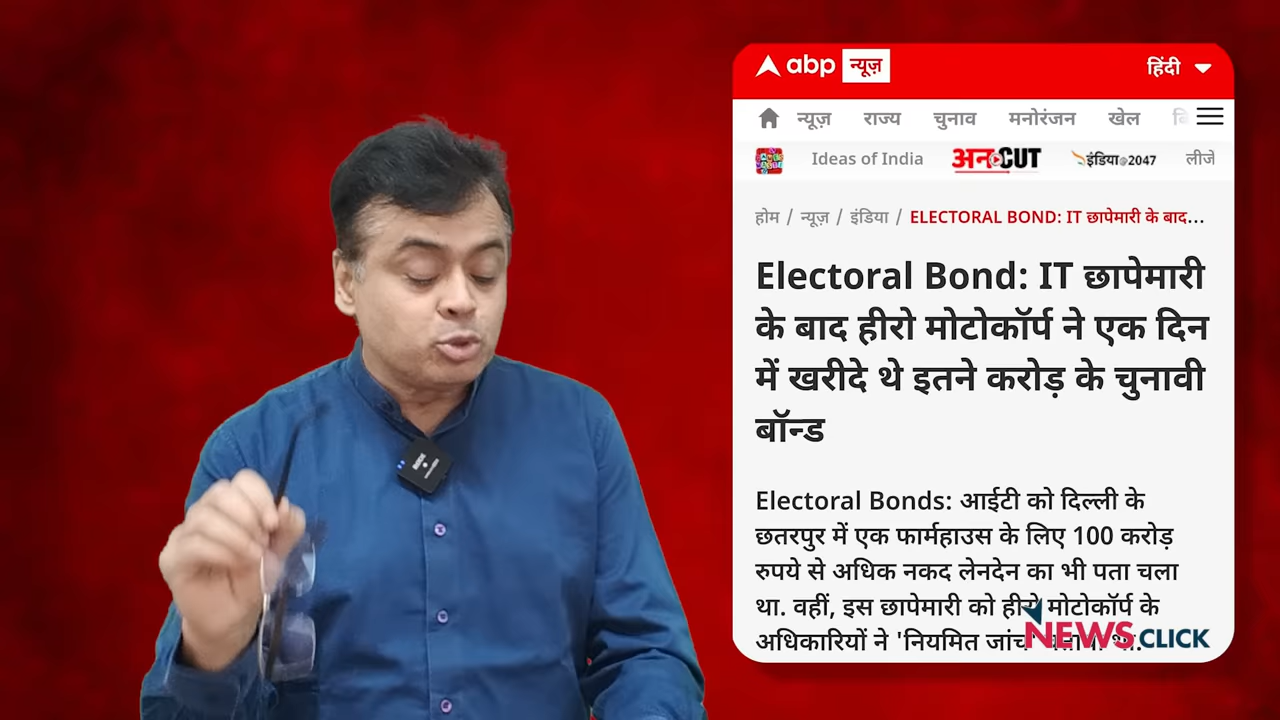 abp न्यूज़
हिंदी
न्यूज़ राज्य चुनाव मनोरंजन खेल
Ideas of India अनCUT इंडिया@2047 लीजे
होम / न्यूज़ / इंडिया / ELECTORAL BOND: IT छापेमारी के बाद...
Electoral Bond: IT छापेमारी
के बाद हीरो मोटोकॉर्प ने एक दिन
में खरीदे थे इतने करोड़ के चुनावी
बॉन्ड
Electoral Bonds: आईटी को दिल्ली के
छतरपुर में एक फार्महाउस के लिए 100 करोड़
रुपये से अधिक नकद लेनदेन का भी पता चला
था. वहीं, इस छापेमारी को हीरो मोटोकॉर्प के
अधिकारियों ने 'नियमित जांच'
NEWSCLICK